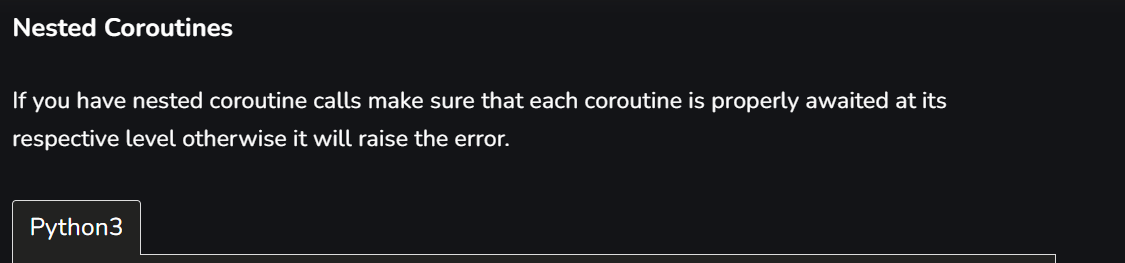 Nested Coroutines
If you have nested coroutine calls make sure that each coroutine is properly awaited at its
respective level otherwise it will raise the error.
Python3